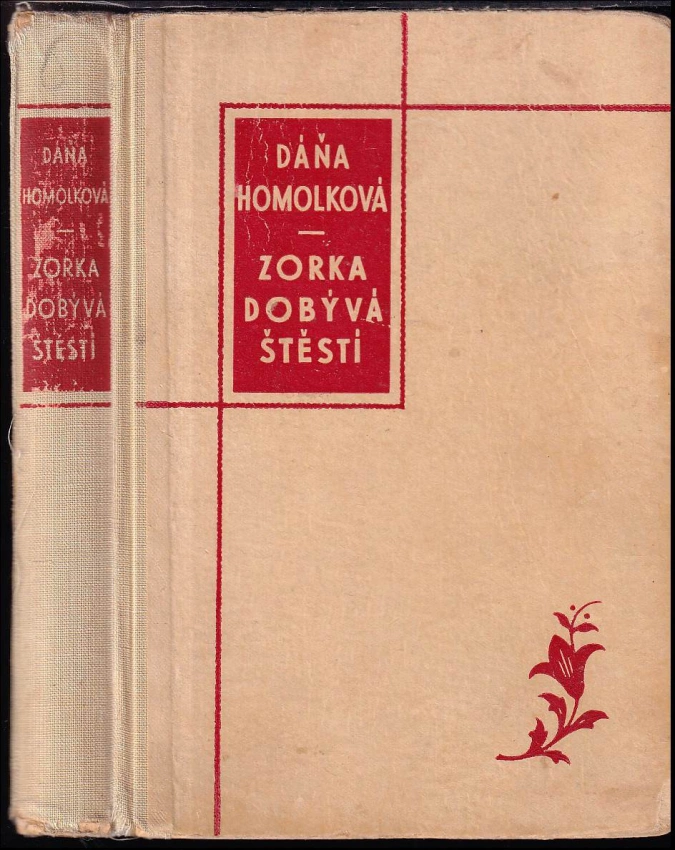 DÁŇA
HOMOLKOVÁ
—
ZORKA
DOBÝVÁ
ŠTĚSTÍ
DÁŇA
HOMOLKOVÁ
—
ZORKA
DOBÝVÁ
ŠTĚSTÍ